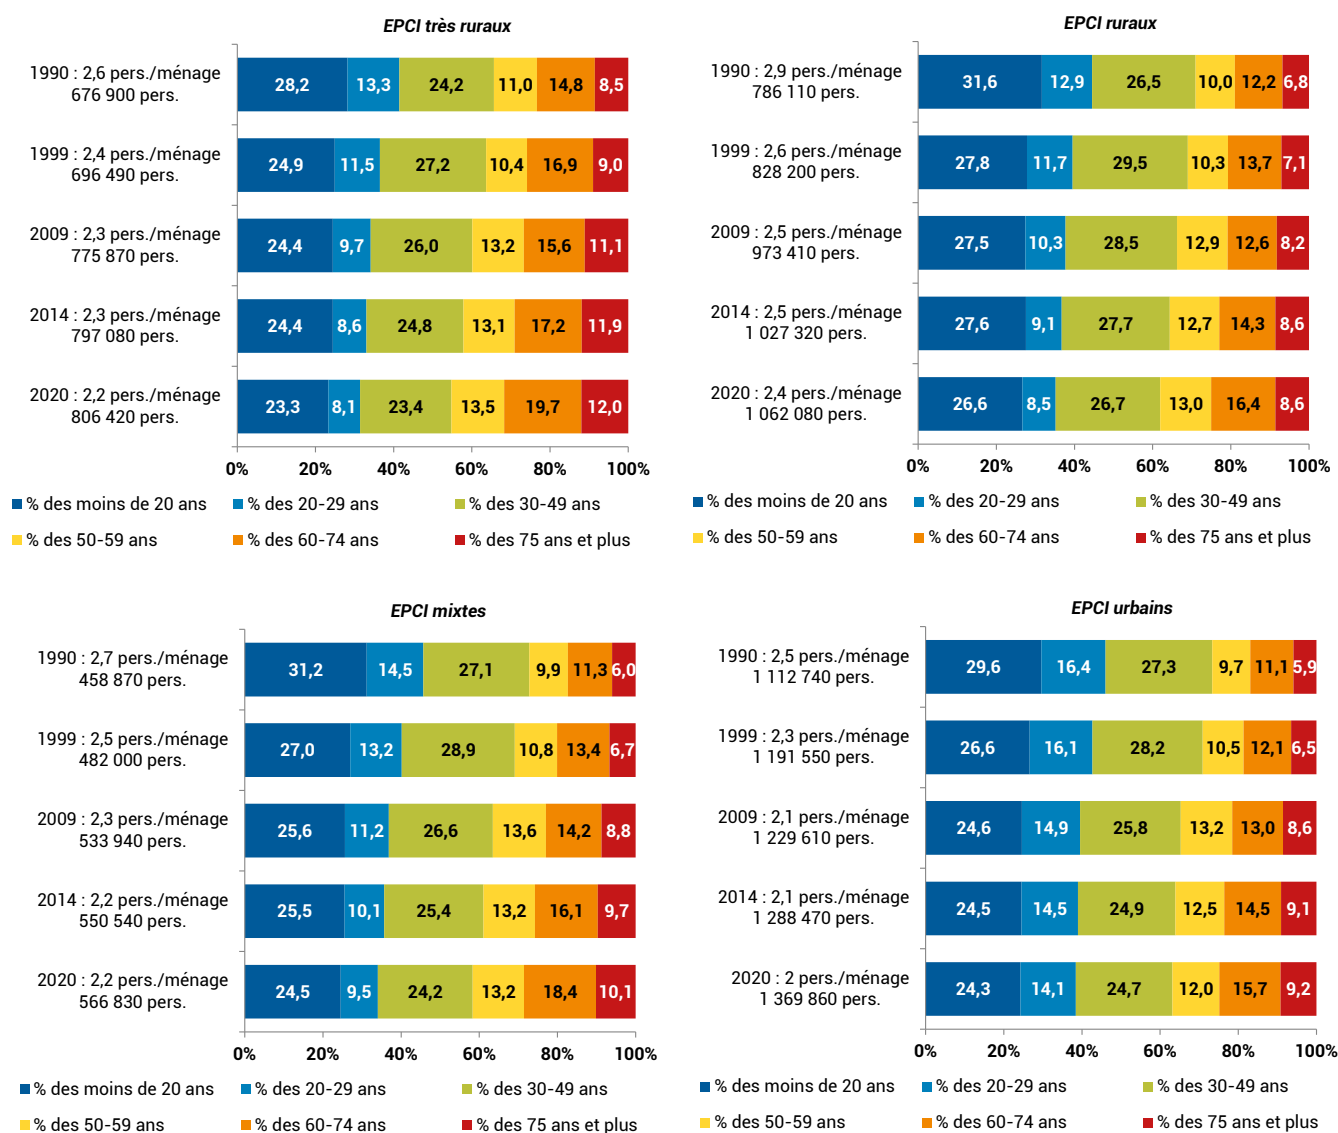 EPCI très ruraux
1990 : 2,6 pers./ménage
676 900 pers.
28,2 13,3 24,2 11,0 14,8 8,5
1999 : 2,4 pers./ménage
696 490 pers.
24,9 11,5 27,2 10,4 16,9 9,0
2009 : 2,3 pers./ménage
775 870 pers.
24,4 9,7 26,0 13,2 15,6 11,1
2014 : 2,3 pers./ménage
797 080 pers.
24,4 8,6 24,8 13,1 17,2 11,9
2020 : 2,2 pers./ménage
806 420 pers.
23,3 8,1 23,4 13,5 19,7 12,0
0% 20% 40% 60% 80% 100%
% des moins de 20 ans % des 20-29 ans % des 30-49 ans
% des 50-59 ans % des 60-74 ans % des 75 ans et plus
EPCI ruraux
1990 : 2,9 pers./ménage
786 110 pers.
31,6 12,9 26,5 10,0 12,2 6,8
1999 : 2,6 pers./ménage
828 200 pers.
27,8 11,7 29,5 10,3 13,7 7,1
2009 : 2,5 pers./ménage
973 410 pers.
27,5 10,3 28,5 12,9 12,6 8,2
2014 : 2,5 pers./ménage
1 027 320 pers.
27,6 9,1 27,7 12,7 14,3 8,6
2020 : 2,4 pers./ménage
1 062 080 pers.
26,6 8,5 26,7 13,0 16,4 8,6
0% 20% 40% 60% 80% 100%
% des moins de 20 ans % des 20-29 ans % des 30-49 ans
% des 50-59 ans % des 60-74 ans % des 75 ans et plus
EPCI mixtes
1990 : 2,7 pers./ménage
458 870 pers.
31,2 14,5 27,1 9,9 11,3 6,0
1999 : 2,5 pers./ménage
482 000 pers.
27,0 13,2 28,9 10,8 13,4 6,7
2009 : 2,3 pers./ménage
533 940 pers.
25,6 11,2 26,6 13,6 14,2 8,8
2014 : 2,2 pers./ménage
550 540 pers.
25,5 10,1 25,4 13,2 16,1 9,7
2020 : 2,2 pers./ménage
566 830 pers.
24,5 9,5 24,2 13,2 18,4 10,1
0% 20% 40% 60% 80% 100%
% des moins de 20 ans % des 20-29 ans % des 30-49 ans
% des 50-59 ans % des 60-74 ans % des 75 ans et plus
EPCI urbains
1990 : 2,5 pers./ménage
1 112 740 pers.
29,6 16,4 27,3 9,7 11,1 5,9
1999 : 2,3 pers./ménage
1 191 550 pers.
26,6 16,1 28,2 10,5 12,1 6,5
2009 : 2,1 pers./ménage
1 229 610 pers.
24,6 14,9 25,8 13,2 13,0 8,6
2014 : 2,1 pers./ménage
1 288 470 pers.
24,5 14,5 24,9 12,5 14,5 9,1
2020 : 2 pers./ménage
1 369 860 pers.
24,3 14,1 24,7 12,0 15,7 9,2
0% 20% 40% 60% 80% 100%
% des moins de 20 ans % des 20-29 ans % des 30-49 ans
% des 50-59 ans % des 60-74 ans % des 75 ans et plus